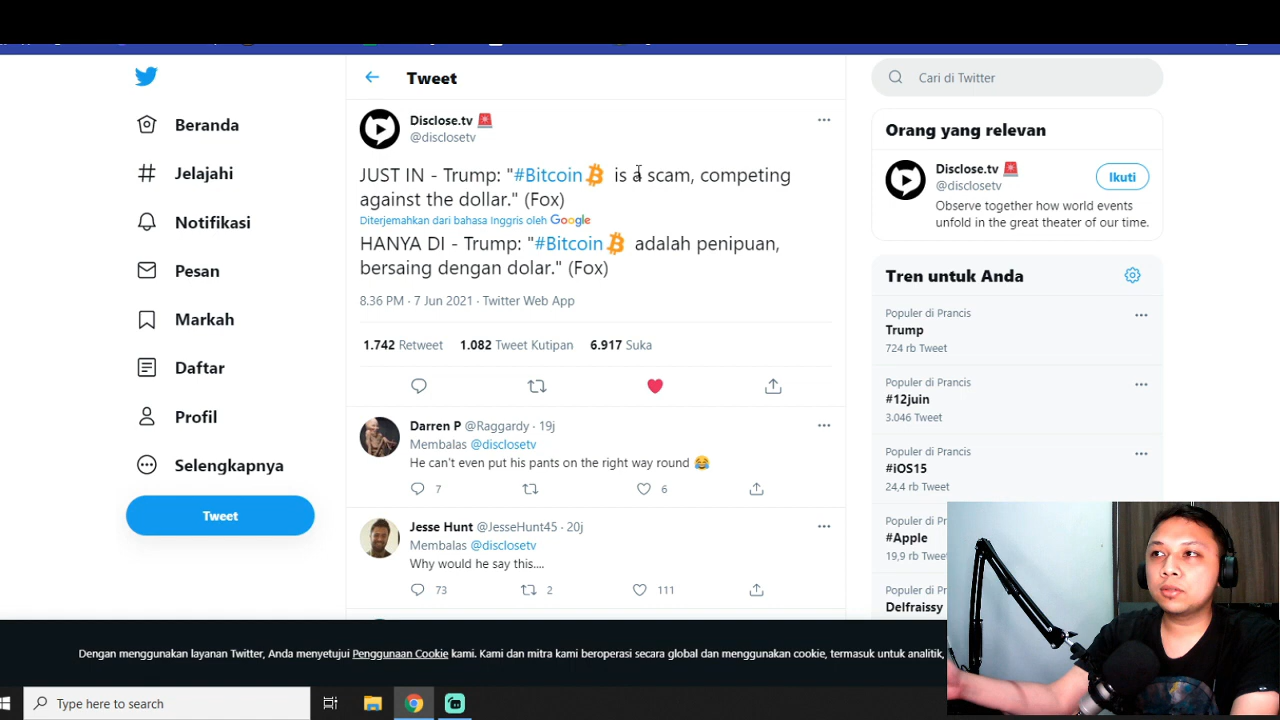 Tweet
Cari di Twitter
Beranda
Jelajahi
Notifikasi
Pesan
Markah
Daftar
Profil
Selengkapnya
Tweet
Disclose.tv
@disclosetv
JUST IN - Trump: "#Bitcoin is a scam, competing
against the dollar." (Fox)
Diterjemahkan dari bahasa Inggris oleh Google
HANYA DI - Trump: "#Bitcoin adalah penipuan,
bersaing dengan dolar." (Fox)
8.36 PM · 7 Jun 2021 · Twitter Web App
1.742 Retweet 1.082 Tweet Kutipan 6.917 Suka
Darren P @Raggardy · 19j
Membalas @disclosetv
He can't even put his pants on the right way round 😂
7 6
Jesse Hunt @JesseHunt45 · 20j
Membalas @disclosetv
Why would he say this....
73 2 111
Orang yang relevan
Disclose.tv
@disclosetv
Ikuti
Observe together how world events
unfold in the great theater of our time.
Tren untuk Anda
Populer di Prancis
Trump
724 rb Tweet
Populer di Prancis
#12juin
3.046 Tweet
Populer di Prancis
#iOS15
24,4 rb Tweet
Populer di P
#Apple
19,9 rb Twee
Populer di P
Delfraissy
Dengan menggunakan layanan Twitter, Anda menyetujui Penggunaan Cookie kami. Kami dan mitra kami beroperasi secara global dan menggunakan cookie, termasuk untuk analitik,
Type here to search